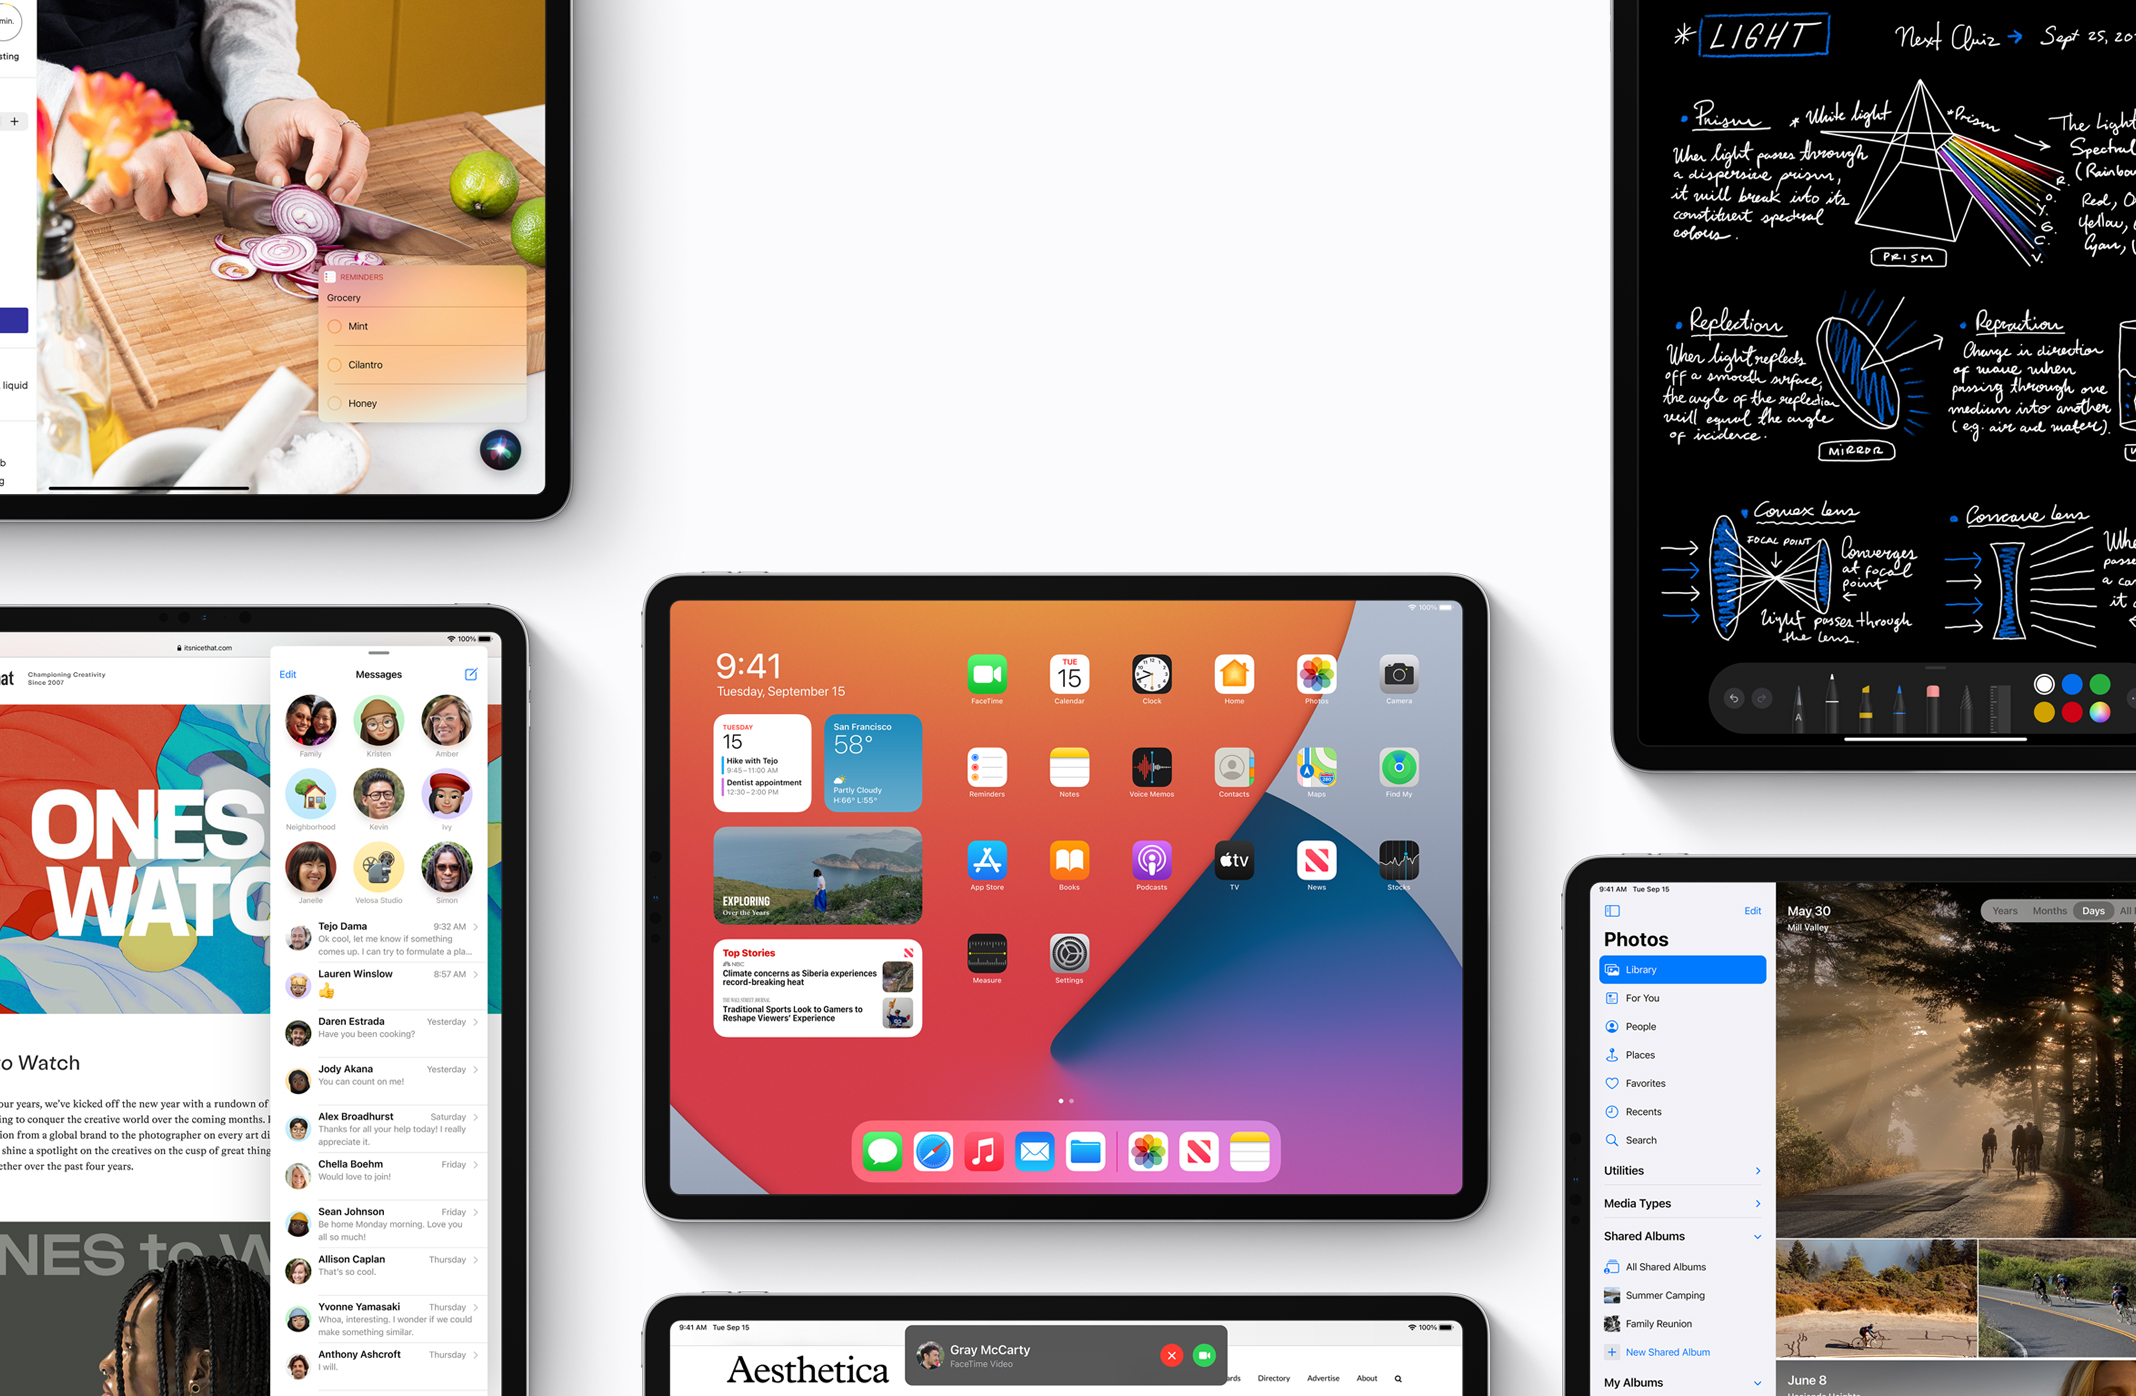 min.
sting
liquid
REMINDERS
Grocery
Mint
Cilantro
Honey
* LIGHT
Next Quiz → Sept 25, 20
Prism
When light passes through
a dispersive prism,
it will break into its
constituent spectral
colours.
* White light
*Prism
PRISM
R.
O.
Y.
G.
C.
V.
The Light
Spectral
(Rainbow
Red, O
Yellow,
Cyan,
Reflection
When light reflects
off a smooth surface,
the angle of the reflection
will equal the angle
of incidence.
MIRROR
Refraction
Change in direction
of wave when
passing through one
medium into another
(eg. air and water).
Convex lens
FOCAL POINT
Converges
at focal
point
Light passes through
the lens.
Concave lens
Whe
passe
a co
it
A
itsnicethat.com
100%
at
Championing Creativity
Since 2007
ONES
WATC
o Watch
our years, we've kicked off the new year with a rundown of
ing to conquer the creative world over the coming months.
ion from a global brand to the photographer on every art di
shine a spotlight on the creatives on the cusp of great thing
ether over the past four years.
NES to W
Edit
Messages
Family
Kristen
Amber
Neighborhood
Kevin
Ivy
Janelle
Velosa Studio
Simon
Tejo Dama 9:32 AM
Ok cool, let me know if something
comes up. I can try to formulate a pla...
Lauren Winslow 8:57 AM
👍
Daren Estrada Yesterday
Have you been cooking?
Jody Akana Yesterday
You can count on me!
Alex Broadhurst Saturday
Thanks for all your help today! I really
appreciate it.
Chella Boehm Friday
Would love to join!
Sean Johnson Friday
Be home Monday morning. Love you
all so much!
Allison Caplan Thursday
That's so cool.
Yvonne Yamasaki Thursday
Whoa, interesting. I wonder if we could
make something similar.
Anthony Ashcroft Thursday
I will.
100%
9:41
Tuesday, September 15
TUESDAY
15
Hike with Tejo
9:45–11:00 AM
Dentist appointment
12:30–2:00 PM
San Francisco
58°
Partly Cloudy
H:66° L:55°
EXPLORING
Over the Years
Top Stories
NBC
Climate concerns as Siberia experiences
record-breaking heat
THE WALL STREET JOURNAL
Traditional Sports Look to Gamers to
Reshape Viewers' Experience
FaceTime
TUE
15
Calendar
Clock
Home
Photos
Camera
Reminders
Notes
Voice Memos
Contacts
280
Maps
Find My
App Store
Books
Podcasts
tv
TV
News
Stocks
Measure
Settings
9:41 AM Tue Sep 15
100%
Aesthetica
Gray McCarty
FaceTime Video
ards
Directory
Advertise
About
9:41 AM Tue Sep 15
Edit
Photos
Library
For You
People
Places
Favorites
Recents
Search
Utilities
Media Types
Shared Albums
All Shared Albums
Summer Camping
Family Reunion
New Shared Album
My Albums
May 30
Mill Valley
Years
Months
Days
All
June 8